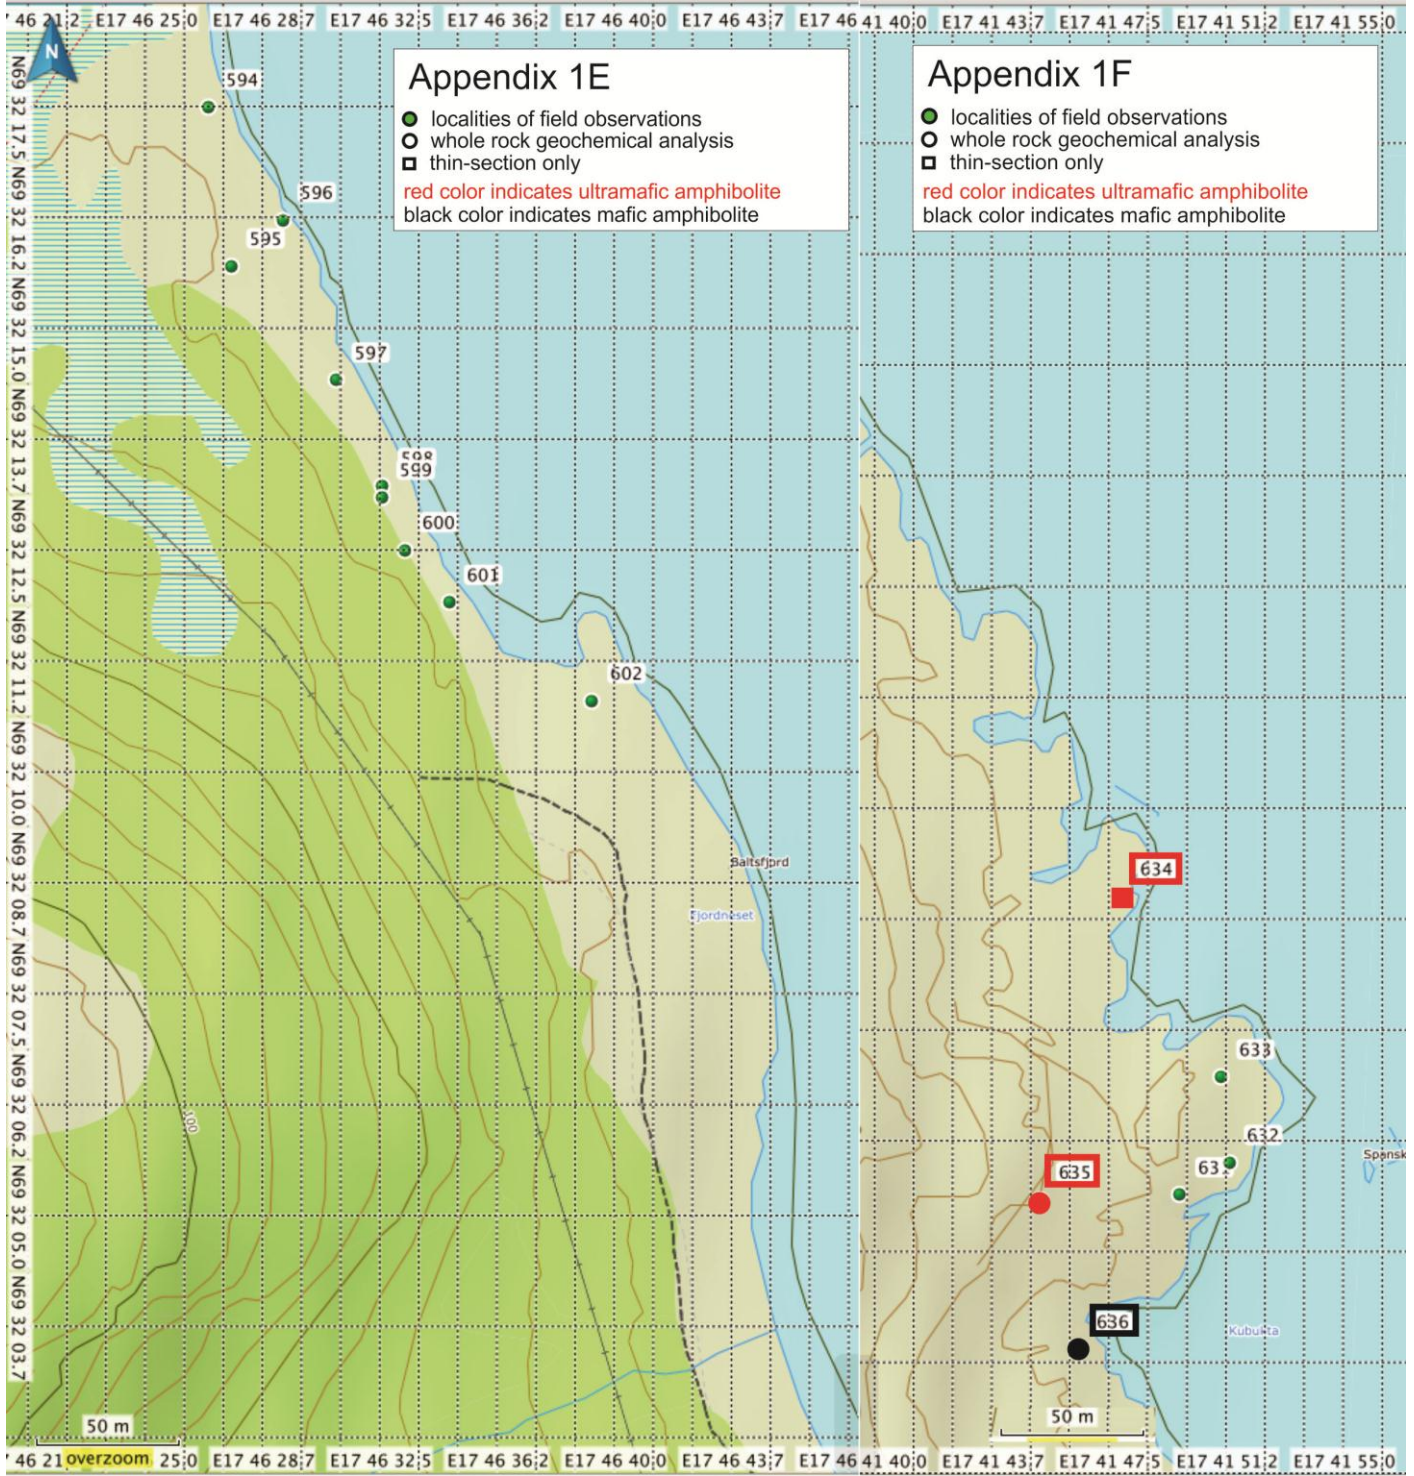 46 21.2 E17 46 25.0 E17 46 28.7 E17 46 32.5 E17 46 36.2 E17 46 40.0 E17 46 43.7 E17 46
41 40.0 E17 41 43.7 E17 41 47.5 E17 41 51.2 E17 41 55.0
N
N69 32 17.5 N69 32 16.2 N69 32 15.0 N69 32 13.7 N69 32 12.5 N69 32 11.2 N69 32 10.0 N69 32 08.7 N69 32 07.5 N69 32 06.2 N69 32 05.0 N69 32 03.7
Appendix 1E
localities of field observations
whole rock geochemical analysis
thin-section only
red color indicates ultramafic amphibolite
black color indicates mafic amphibolite
594
596
595
597
598
599
600
601
602
Baltsfjord
Fjordneset
100
50 m
46 21 overzoom 25.0 E17 46 28.7 E17 46 32.5 E17 46 36.2 E17 46 40.0 E17 46 43.7 E17 46
Appendix 1F
localities of field observations
whole rock geochemical analysis
thin-section only
red color indicates ultramafic amphibolite
black color indicates mafic amphibolite
634
633
632
631
Spansk
635
636
Kubukta
50 m
41 40.0 E17 41 43.7 E17 41 47.5 E17 41 51.2 E17 41 55.0